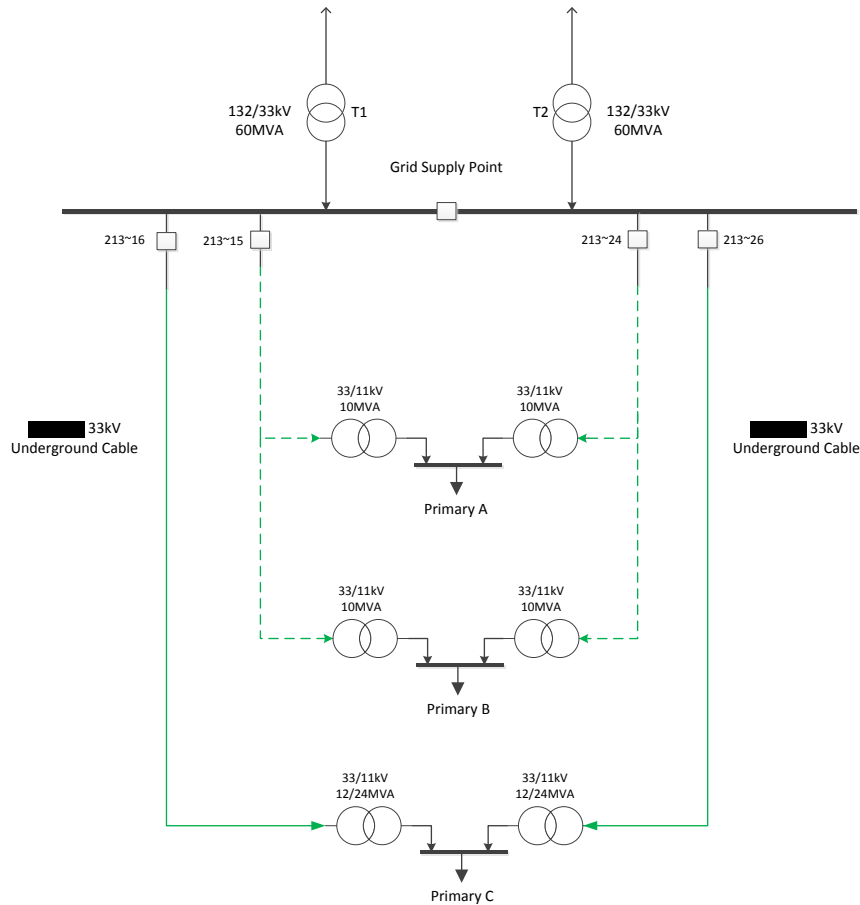 132/33kV
60MVA
T1
T2
132/33kV
60MVA
Grid Supply Point
213~16
213~15
213~24
213~26
33/11kV
10MVA
33/11kV
10MVA
33kV
Underground Cable
33kV
Underground Cable
Primary A
33/11kV
10MVA
33/11kV
10MVA
Primary B
33/11kV
12/24MVA
33/11kV
12/24MVA
Primary C